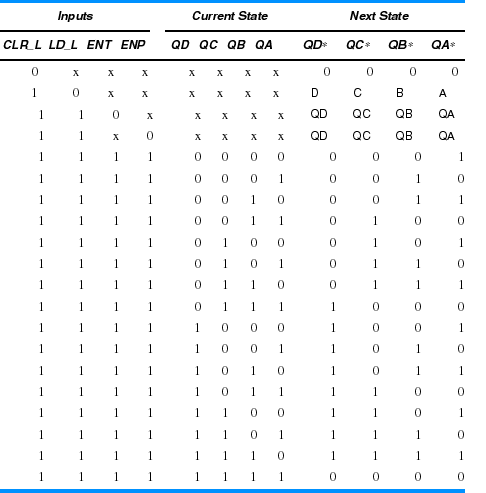 Inputs Current State Next State
CLR_L LD_L ENT ENP QD QC QB QA QD* QC* QB* QA*
0 x x x x x x x 0 0 0 0
1 0 x x x x x x D C B A
1 1 0 x x x x x QD QC QB QA
1 1 x 0 x x x x QD QC QB QA
1 1 1 1 0 0 0 0 0 0 0 1
1 1 1 1 0 0 0 1 0 0 1 0
1 1 1 1 0 0 1 0 0 0 1 1
1 1 1 1 0 0 1 1 0 1 0 0
1 1 1 1 0 1 0 0 0 1 0 1
1 1 1 1 0 1 0 1 0 1 1 0
1 1 1 1 0 1 1 0 0 1 1 1
1 1 1 1 0 1 1 1 1 0 0 0
1 1 1 1 1 0 0 0 1 0 0 1
1 1 1 1 1 0 0 1 1 0 1 0
1 1 1 1 1 0 1 0 1 0 1 1
1 1 1 1 1 0 1 1 1 1 0 0
1 1 1 1 1 1 0 0 1 1 0 1
1 1 1 1 1 1 0 1 1 1 1 0
1 1 1 1 1 1 1 0 1 1 1 1
1 1 1 1 1 1 1 1 0 0 0 0